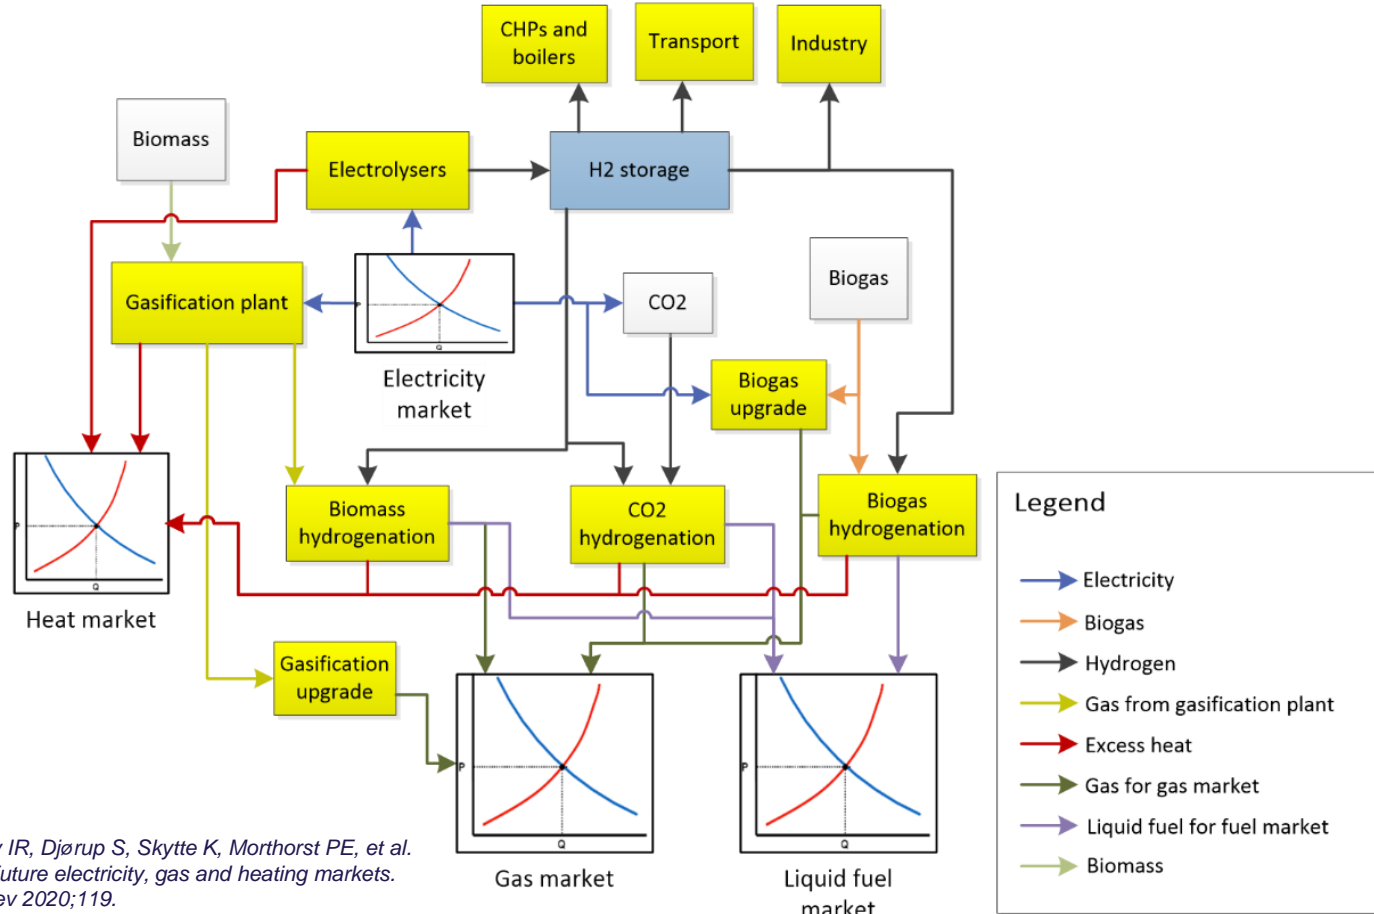 CHPs and
boilers
Transport
Industry
Biomass
Electrolysers
H2 storage
Gasification plant
CO2
Biogas
P
Q
Electricity
market
Biogas
upgrade
P
Q
Heat market
Biomass
hydrogenation
CO2
hydrogenation
Biogas
hydrogenation
Gasification
upgrade
P
Q
Gas market
P
Q
Liquid fuel
market
Legend
Electricity
Biogas
Hydrogen
Gas from gasification plant
Excess heat
Gas for gas market
Liquid fuel for fuel market
Biomass
IR, Djørup S, Skytte K, Morthorst PE, et al.
future electricity, gas and heating markets.
2020;119.